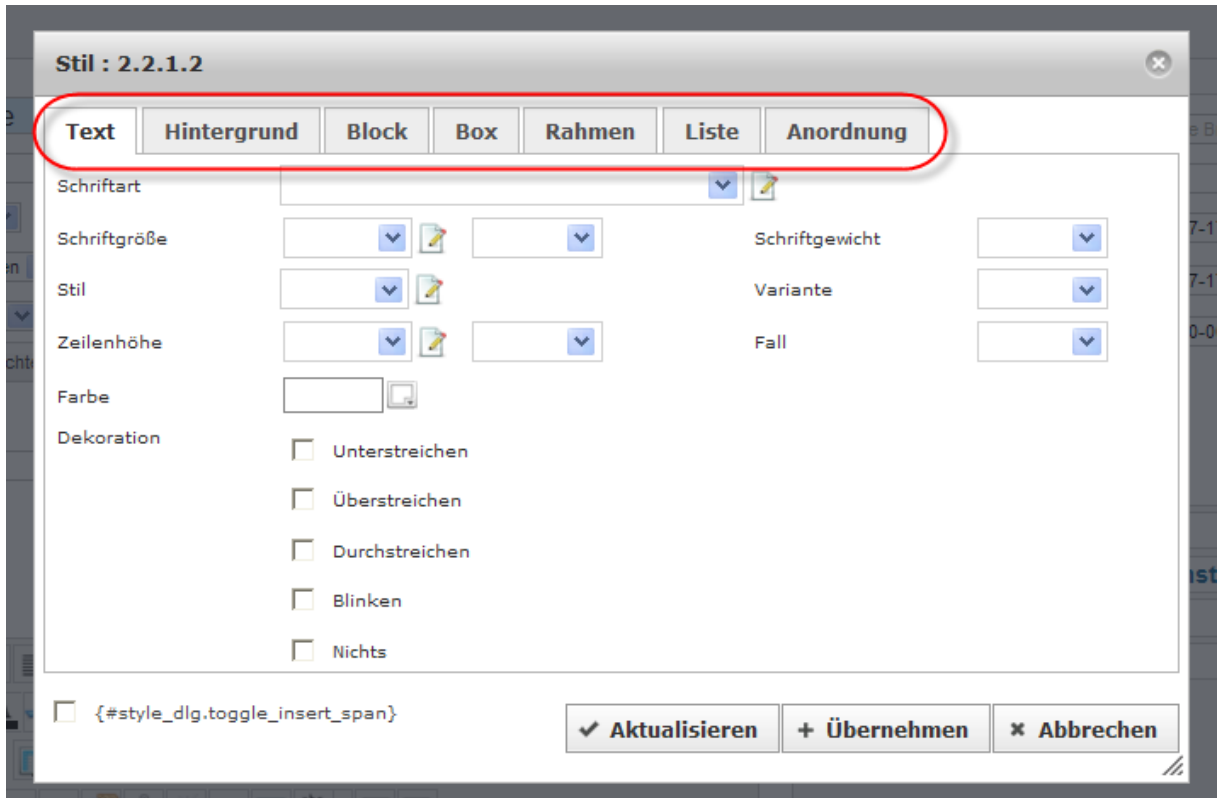 Stil : 2.2.1.2
Text Hintergrund Block Box Rahmen Liste Anordnung
Schriftart
Schriftgröße Schriftgewicht
Stil Variante
Zeilenhöhe Fall
Farbe
Dekoration
Unterstreichen
Überstreichen
Durchstreichen
Blinken
Nichts
{#style_dlg.toggle_insert_span}
Aktualisieren Übernehmen Abbrechen